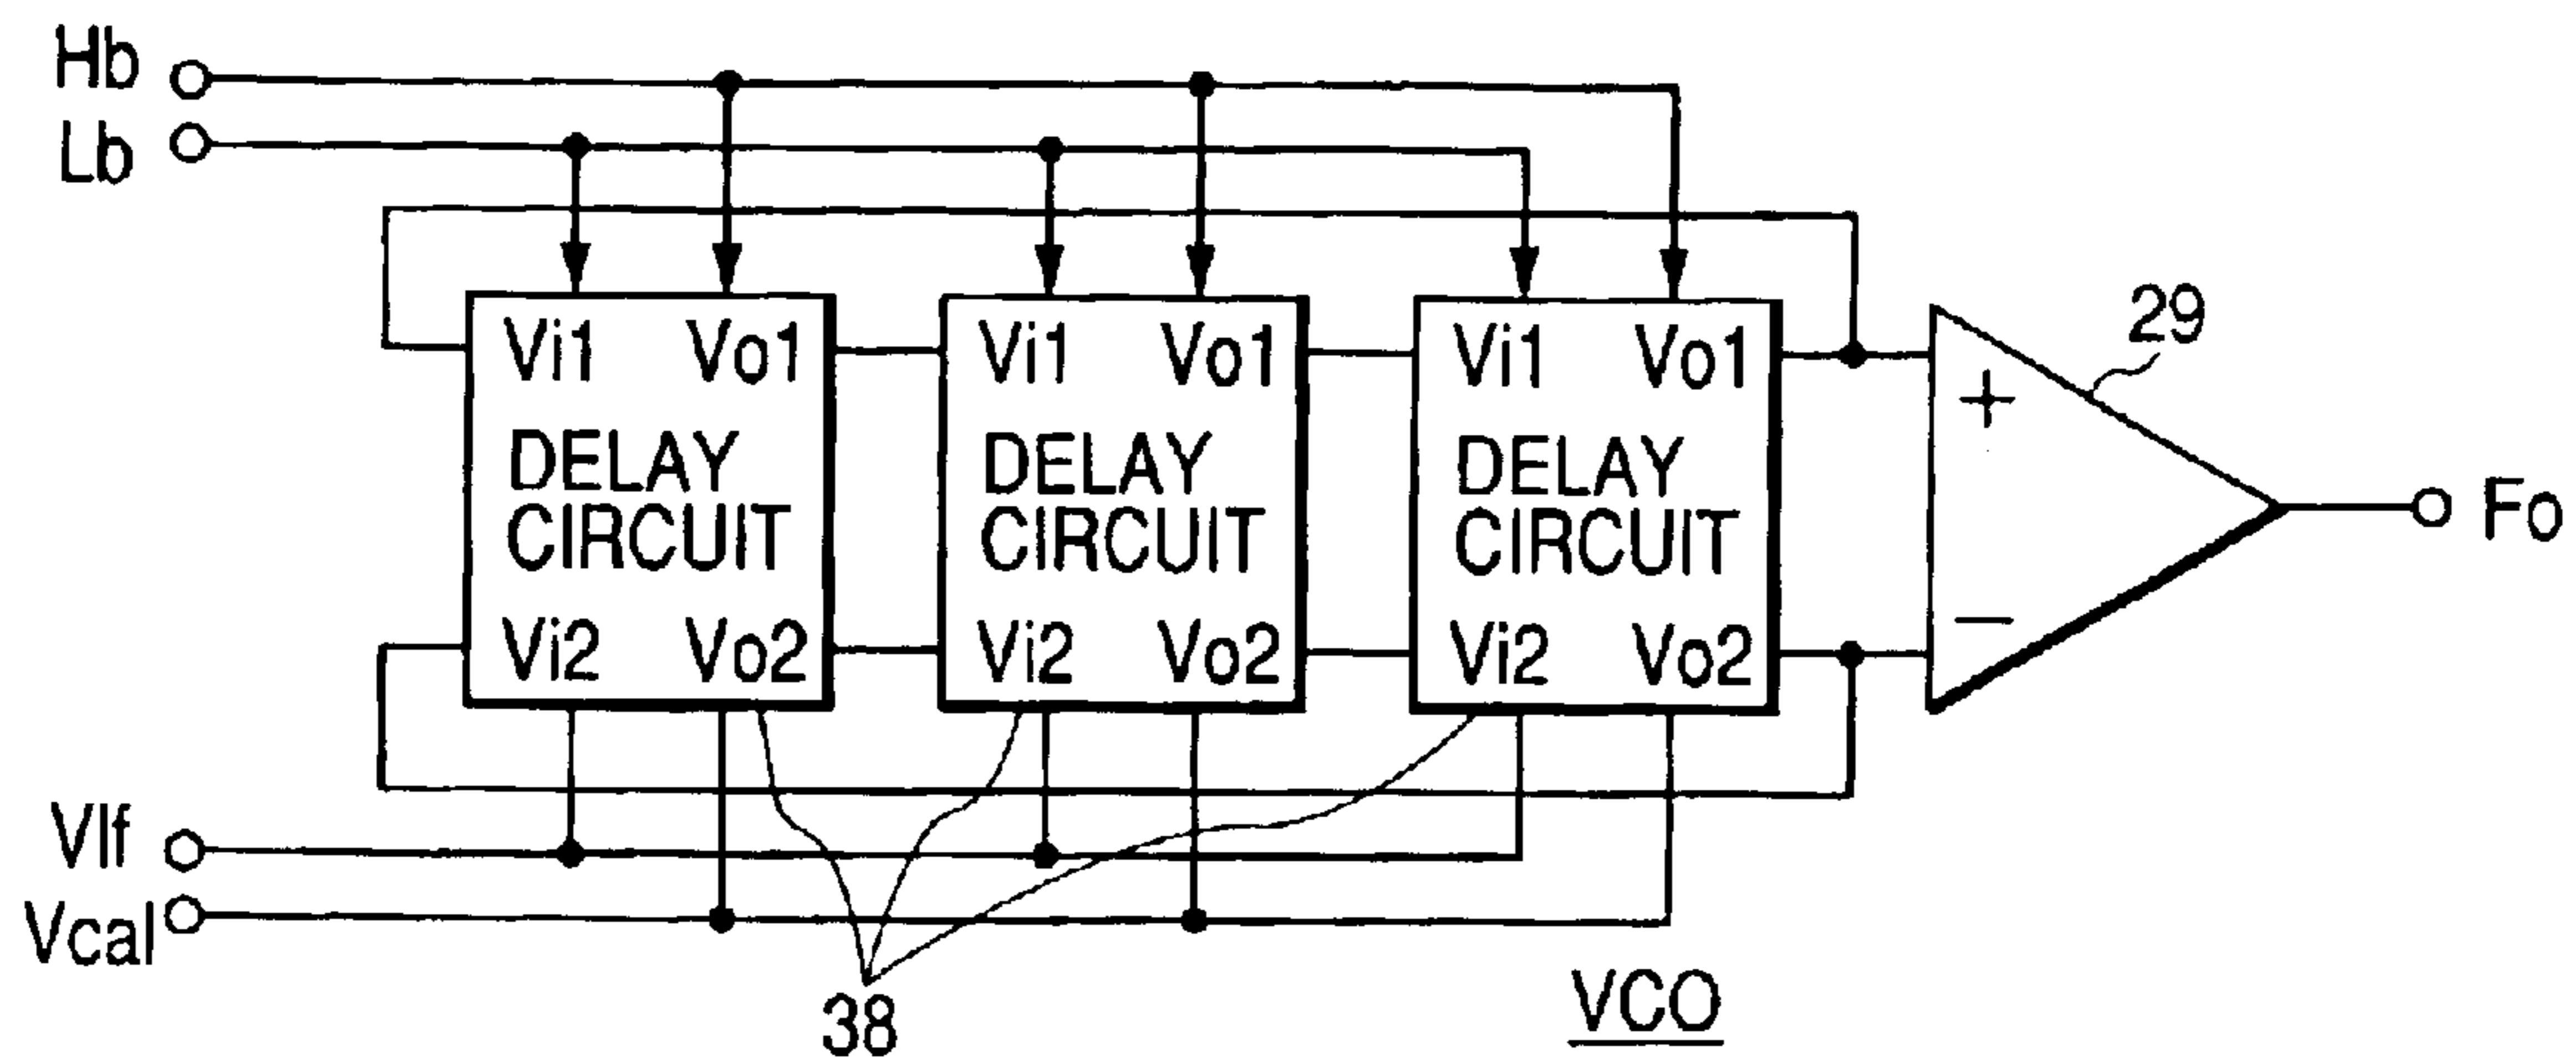 Hb
Lb
29
Vi1 Vo1 Vi1 Vo1 Vi1 Vo1
+
DELAY CIRCUIT DELAY CIRCUIT DELAY CIRCUIT
Fo
−
Vi2 Vo2 Vi2 Vo2 Vi2 Vo2
Vlf
Vcal
38
VCO